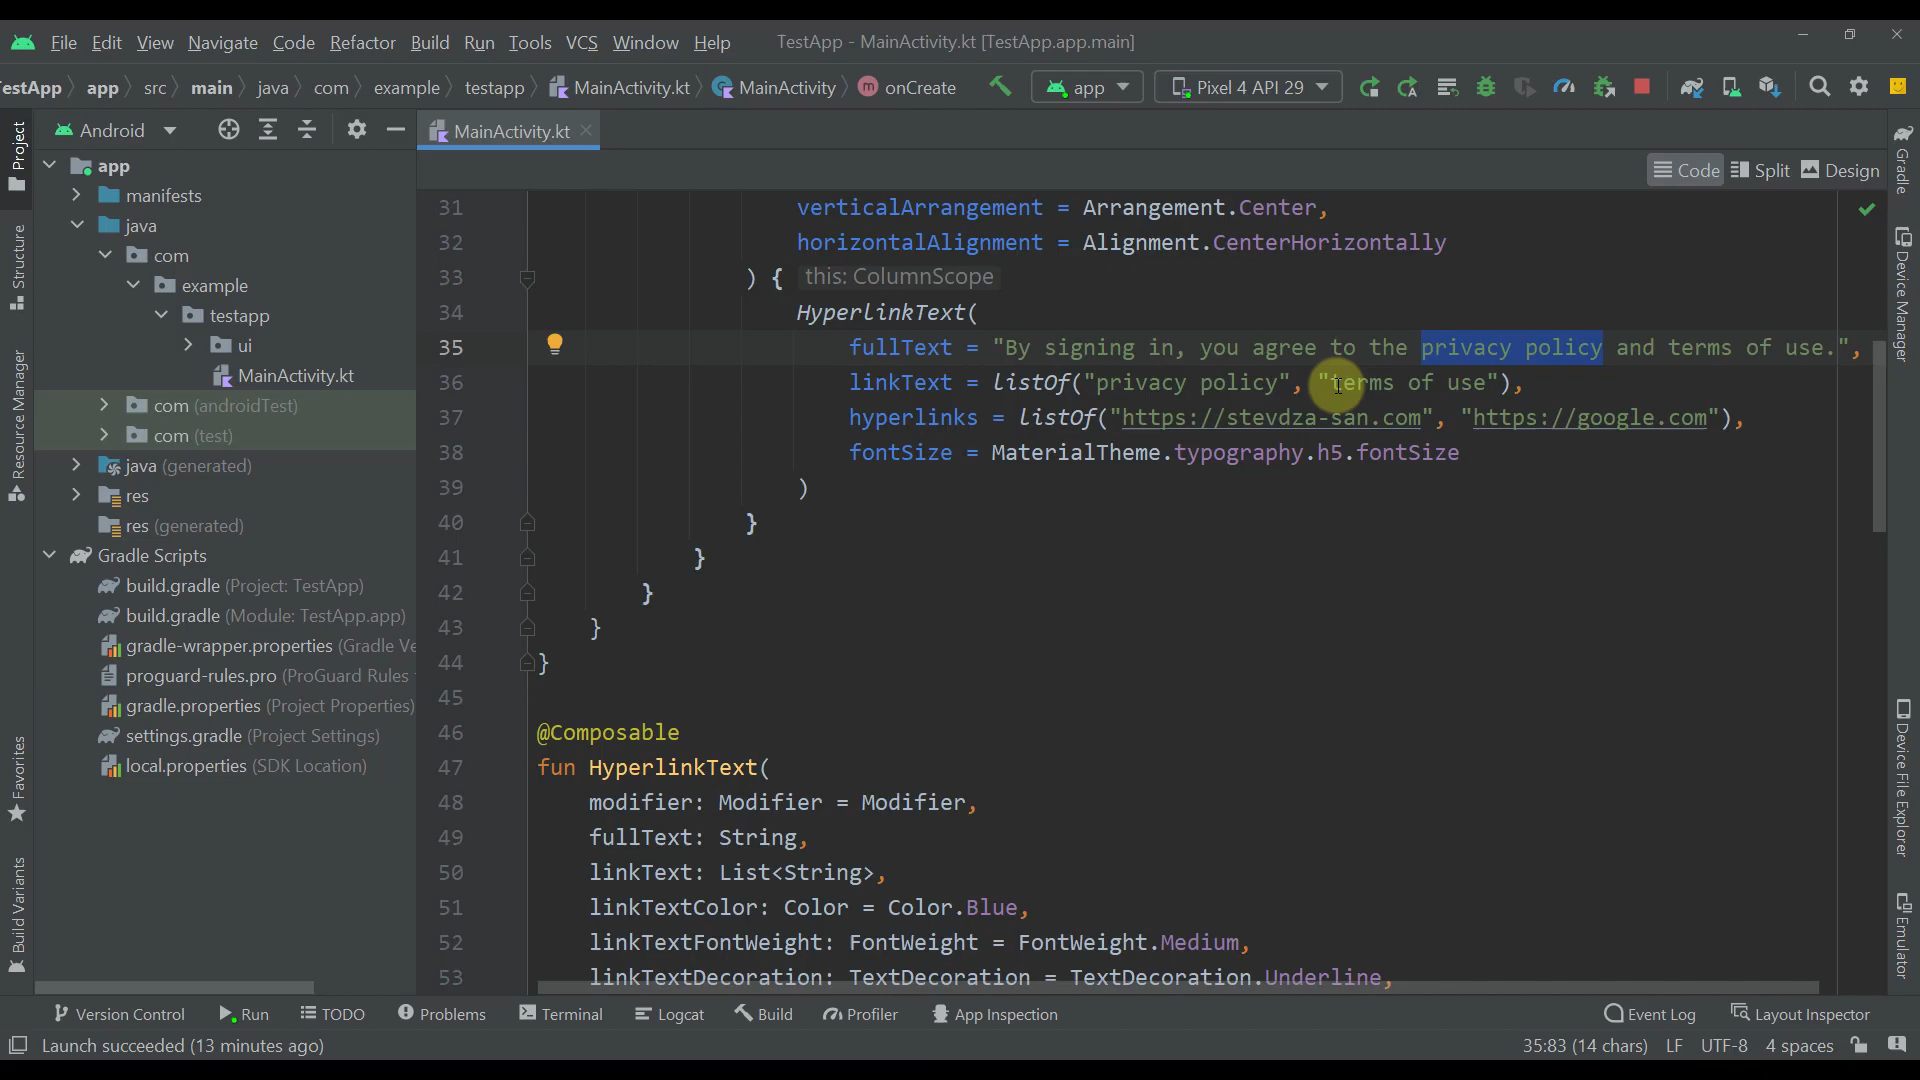 File Edit View Navigate Code Refactor Build Run Tools VCS Window Help TestApp - MainActivity.kt [TestApp.app.main]
estApp app src main java com example testapp MainActivity.kt MainActivity onCreate app Pixel 4 API 29
Project
Android
MainActivity.kt
Code Split Design
app
manifests
java
com
example
testapp
ui
MainActivity.kt
com (androidTest)
com (test)
java (generated)
res
res (generated)
Gradle Scripts
build.gradle (Project: TestApp)
build.gradle (Module: TestApp.app)
gradle-wrapper.properties (Gradle Ve
proguard-rules.pro (ProGuard Rules
gradle.properties (Project Properties)
settings.gradle (Project Settings)
local.properties (SDK Location)
Structure
Resource Manager
Favorites
Build Variants
31 verticalArrangement = Arrangement.Center,
32 horizontalAlignment = Alignment.CenterHorizontally
33 ) { this: ColumnScope
34 HyperlinkText(
35 fullText = "By signing in, you agree to the privacy policy and terms of use.",
36 linkText = listOf("privacy policy", "terms of use"),
37 hyperlinks = listOf("https://stevdza-san.com", "https://google.com"),
38 fontSize = MaterialTheme.typography.h5.fontSize
39 )
40 }
41 }
42 }
43 }
44 }
45
46 @Composable
47 fun HyperlinkText(
48 modifier: Modifier = Modifier,
49 fullText: String,
50 linkText: List<String>,
51 linkTextColor: Color = Color.Blue,
52 linkTextFontWeight: FontWeight = FontWeight.Medium,
53 linkTextDecoration: TextDecoration = TextDecoration.Underline,
Gradle
Device Manager
Device File Explorer
Emulator
Version Control Run TODO Problems Terminal Logcat Build Profiler App Inspection Event Log Layout Inspector
Launch succeeded (13 minutes ago) 35:83 (14 chars) LF UTF-8 4 spaces